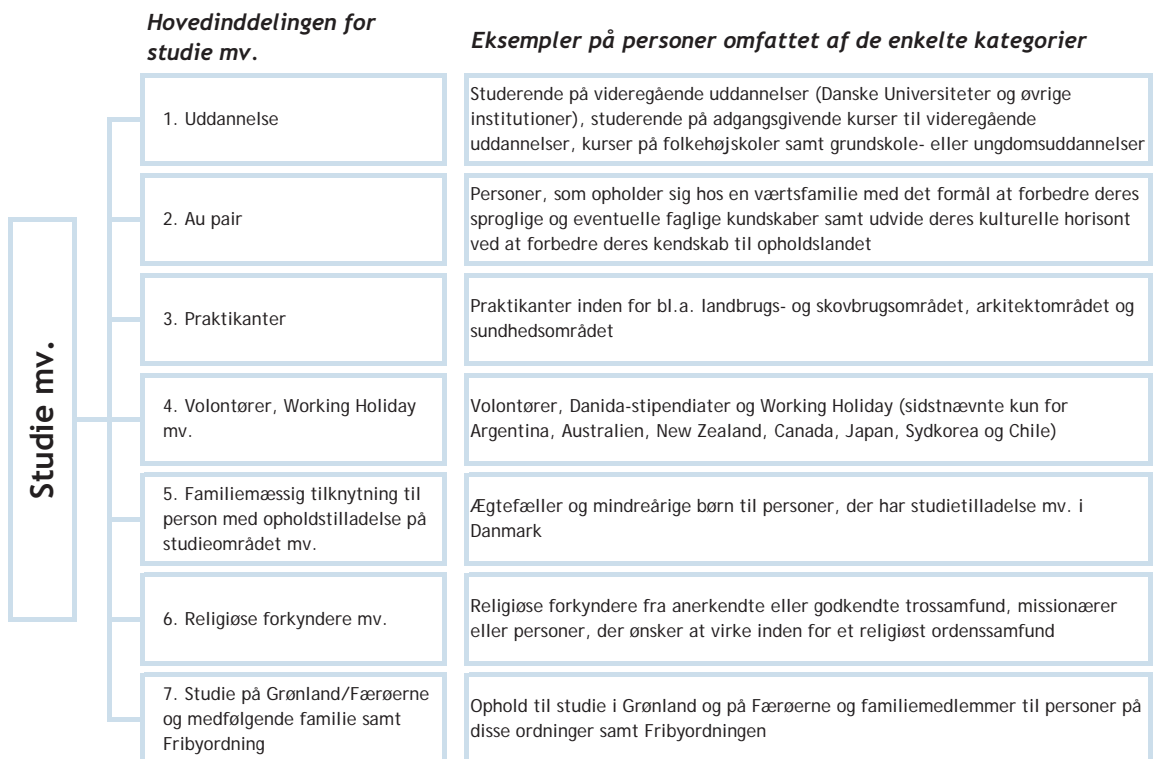 Hovedinddelingen for
studie mv.
Eksempler på personer omfattet af de enkelte kategorier
Studie mv.
1. Uddannelse
Studerende på videregående uddannelser (Danske Universiteter og øvrige
institutioner), studerende på adgangsgivende kurser til videregående
uddannelser, kurser på folkehøjskoler samt grundskole- eller ungdomsuddannelser
2. Au pair
Personer, som opholder sig hos en værtsfamilie med det formål at forbedre deres
sproglige og eventuelle faglige kundskaber samt udvide deres kulturelle horisont
ved at forbedre deres kendskab til opholdslandet
3. Praktikanter
Praktikanter inden for bl.a. landbrugs- og skovbrugsområdet, arkitektområdet og
sundhedsområdet
4. Volontører, Working Holiday
mv.
Volontører, Danida-stipendiater og Working Holiday (sidstnævnte kun for
Argentina, Australien, New Zealand, Canada, Japan, Sydkorea og Chile)
5. Familiemæssig tilknytning til
person med opholdstilladelse på
studieområdet mv.
Ægtefæller og mindreårige børn til personer, der har studietilladelse mv. i
Danmark
6. Religiøse forkyndere mv.
Religiøse forkyndere fra anerkendte eller godkendte trossamfund, missionærer
eller personer, der ønsker at virke inden for et religiøst ordenssamfund
7. Studie på Grønland/Færøerne
og medfølgende familie samt
Fribyordning
Ophold til studie i Grønland og på Færøerne og familiemedlemmer til personer på
disse ordninger samt Fribyordningen